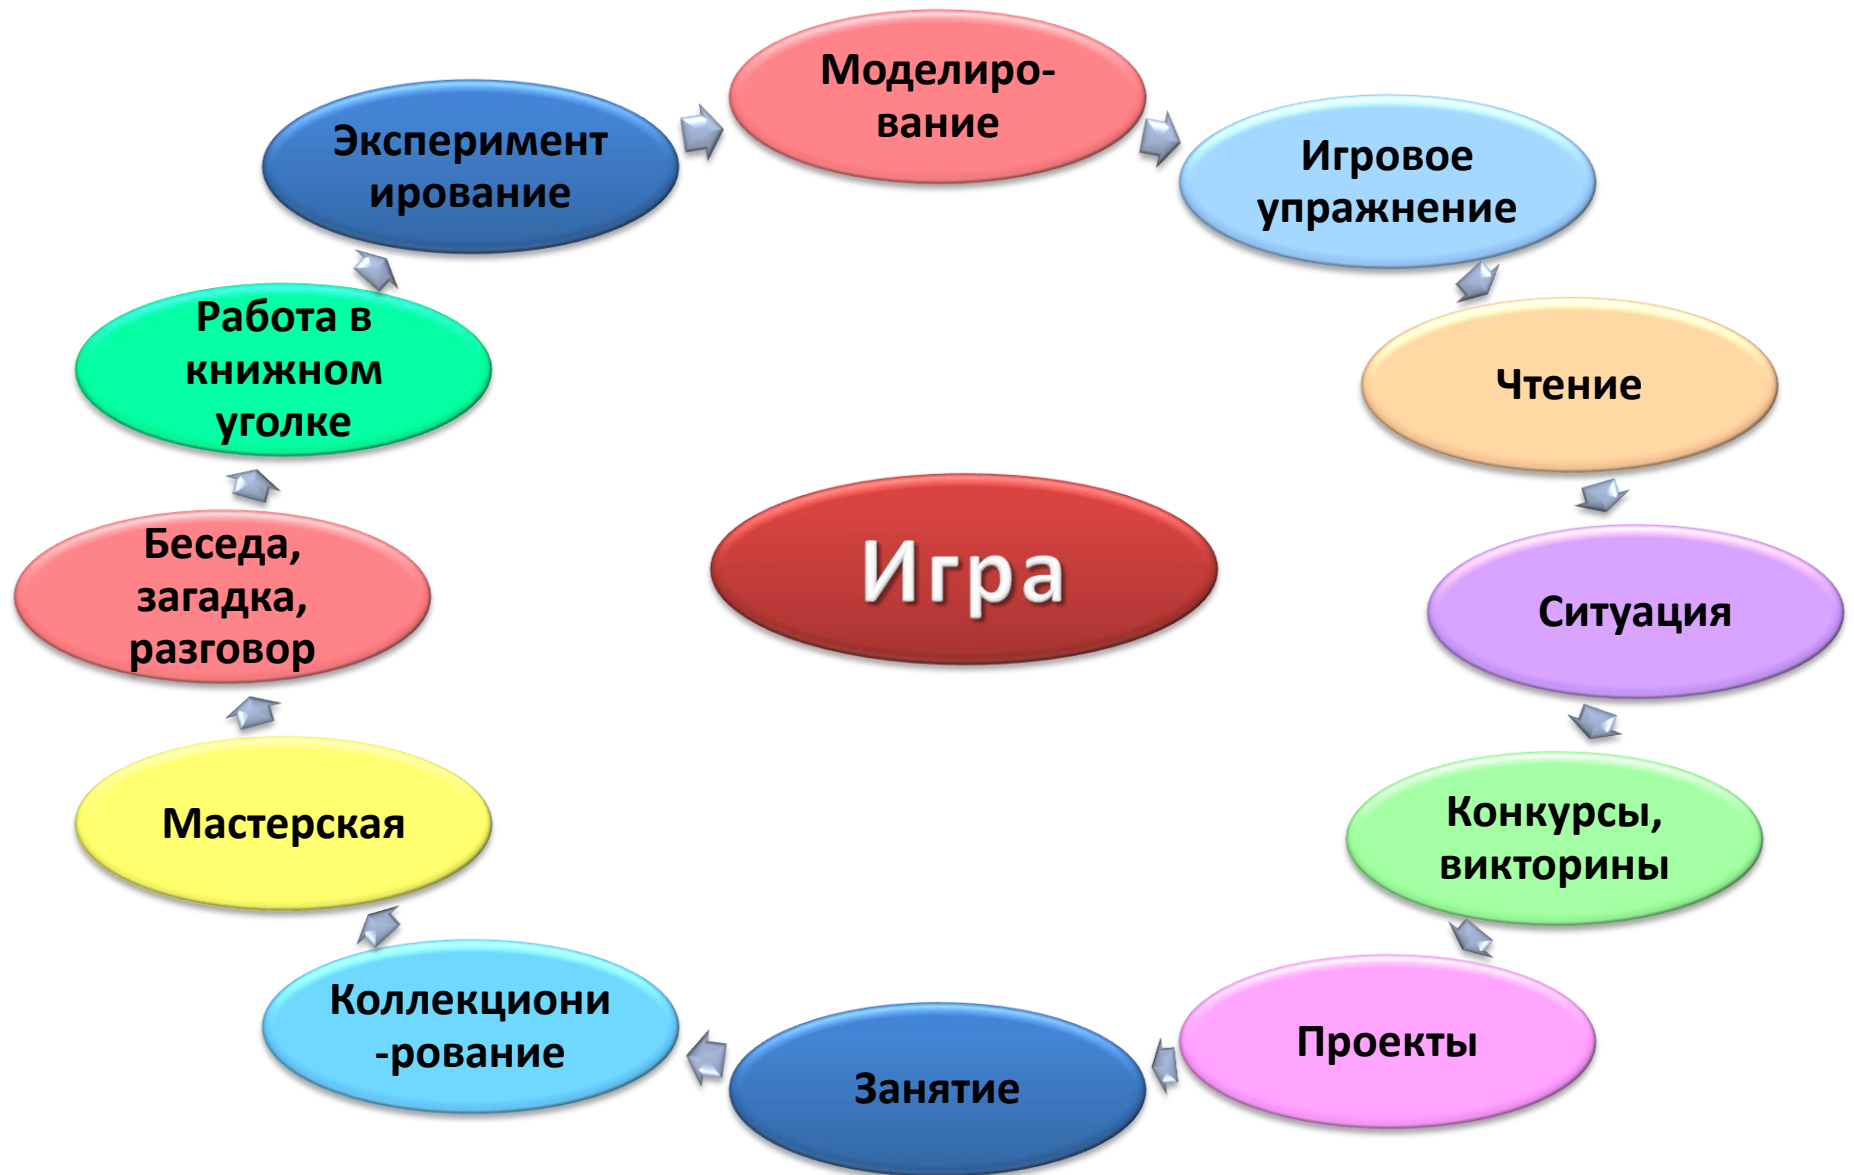 Моделиро-
вание
Игровое
упражнение
Чтение
Ситуация
Конкурсы,
викторины
Проекты
Занятие
Коллекциони
-рование
Мастерская
Беседа,
загадка,
разговор
Работа в
книжном
уголке
Эксперимент
ирование
Игра